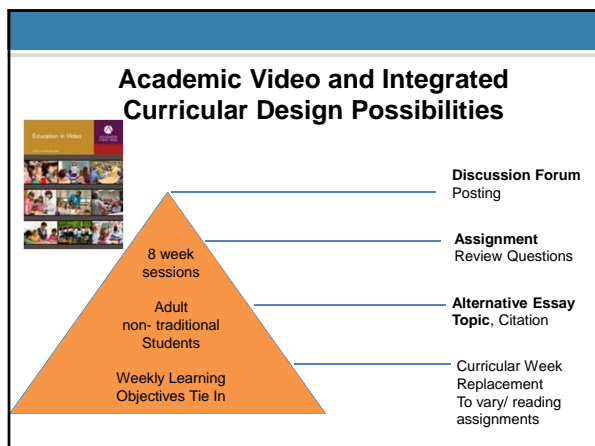 Academic Video and Integrated
Curricular Design Possibilities
Education in Video
Discussion Forum
Posting
8 week
sessions
Adult
non- traditional
Students
Weekly Learning
Objectives Tie In
Assignment
Review Questions
Alternative Essay
Topic, Citation
Curricular Week
Replacement
To vary/ reading
assignments